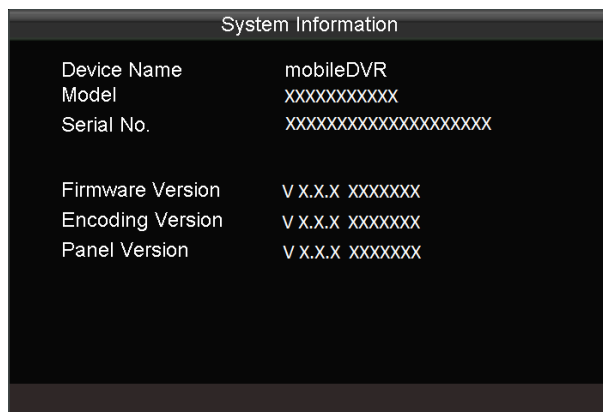 System Information
Device Name mobileDVR
Model XXXXXXXXXXX
Serial No. XXXXXXXXXXXXXXXXXXXX
Firmware Version V X.X.X XXXXXXX
Encoding Version V X.X.X XXXXXXX
Panel Version V X.X.X XXXXXXX